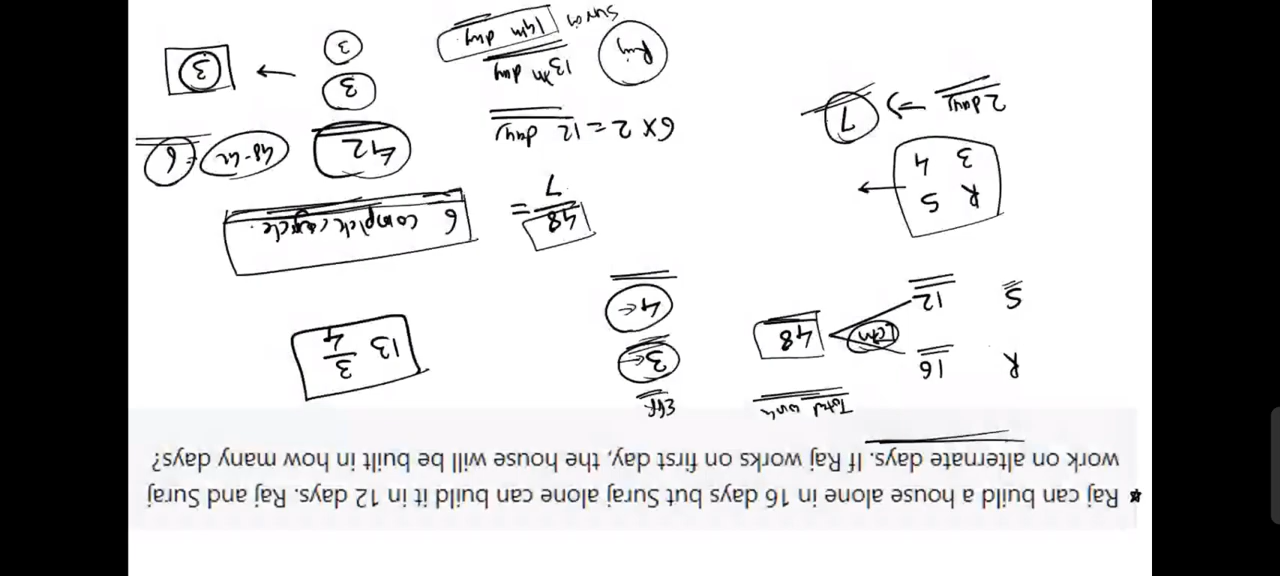 * Raj can build a house alone in 16 days but Suraj alone can build it in 12 days. Raj and Suraj
work on alternate days. If Raj works on first day, the house will be built in how many days?
Total work
Eff
R 16
3
S 12
LCM
48
4
13 3/4
R S
3 4
2 days => 7
48/7 =
6 complete cycle.
6 x 2 = 12 days
42
48-42 = 6
Raj
13th day
3
3
3
Suraj 14th day